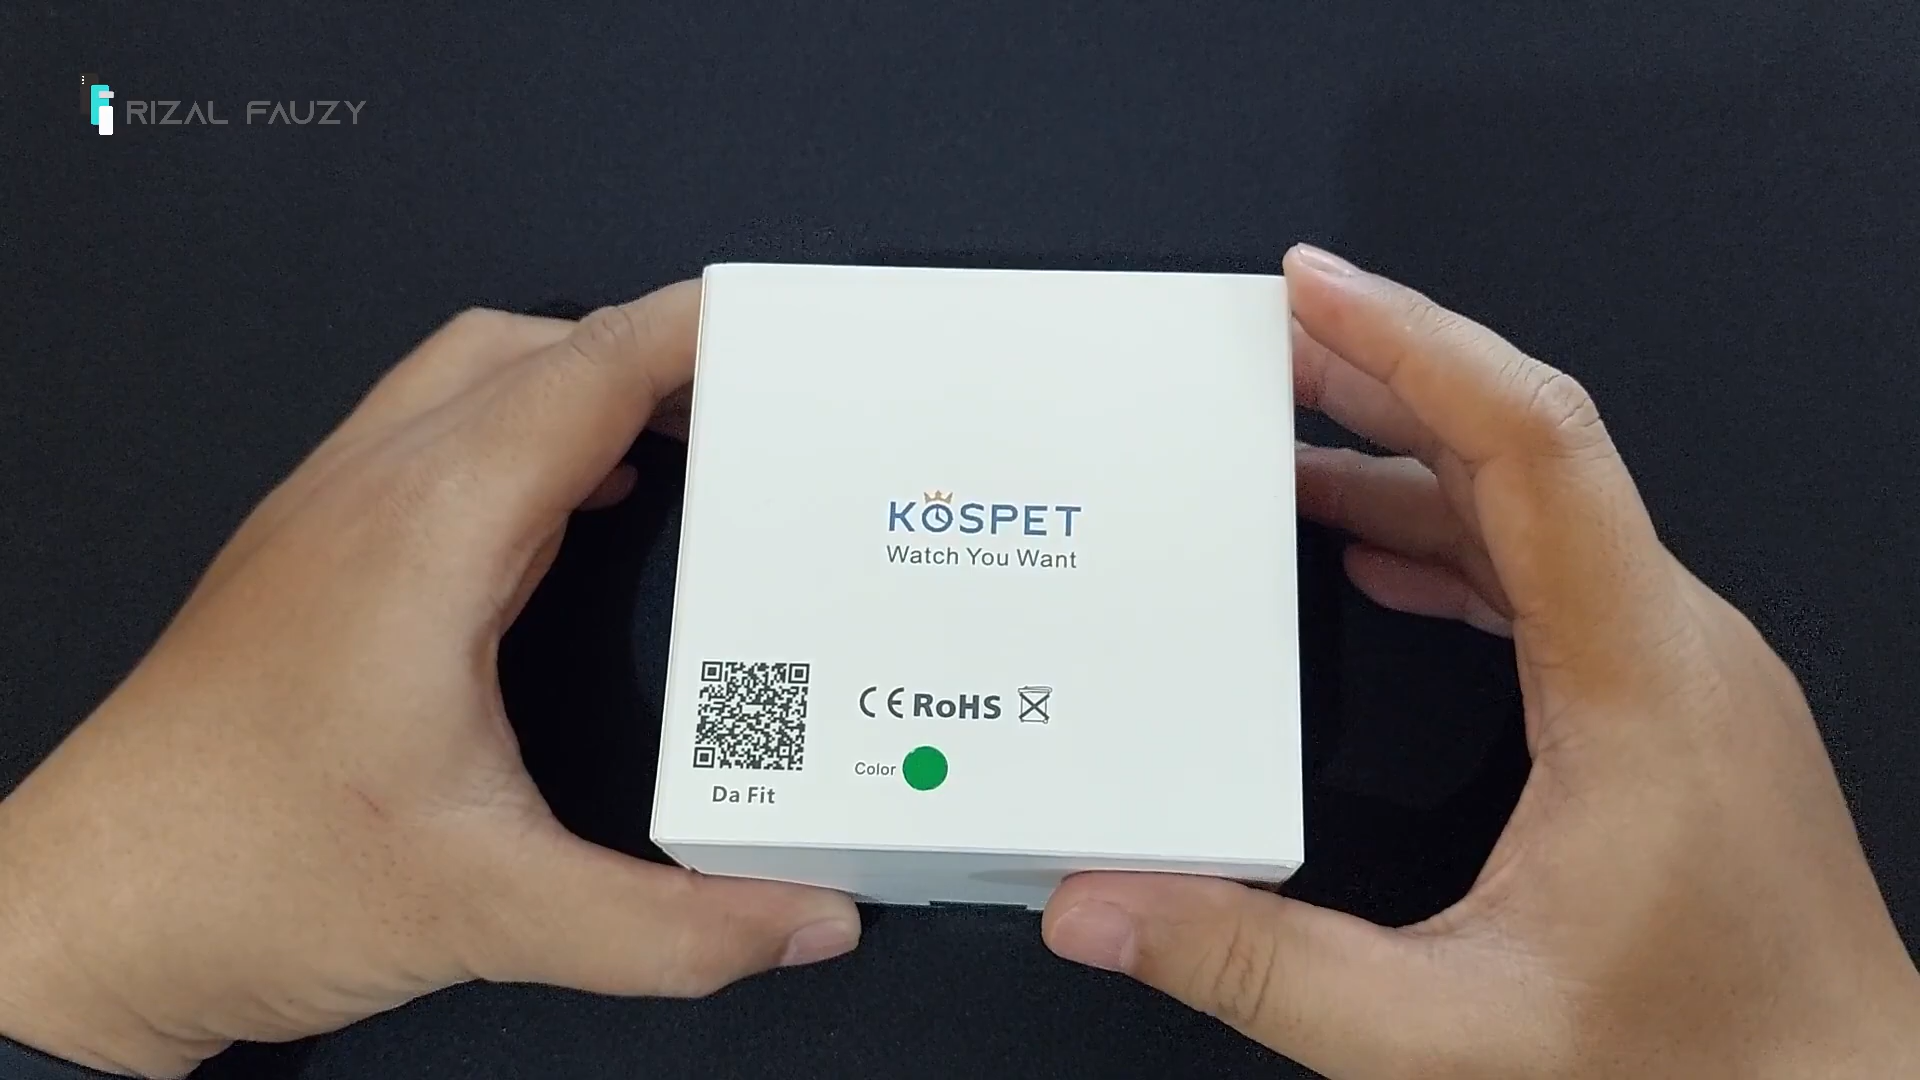 RIZAL FAUZY
KOSPET
Watch You Want
CE RoHS
Color
Da Fit